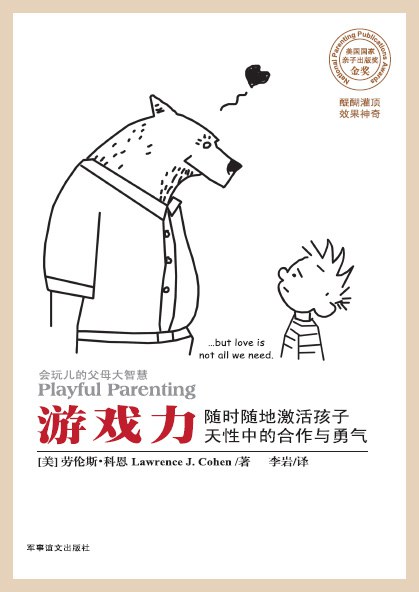 National Parenting Publications Awards
美国国家
亲子出版奖
金奖
醍醐灌顶
效果神奇
...but love is
not all we need.
会玩儿的父母大智慧
Playful Parenting
游戏力
随时随地激活孩子
天性中的合作与勇气
[美] 劳伦斯·科恩 Lawrence J. Cohen /著 李岩/译
军事谊文出版社